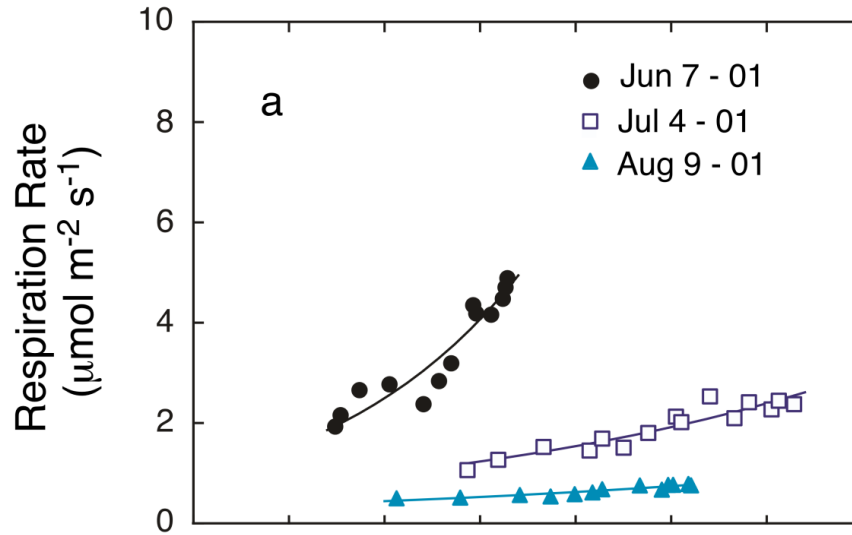 10
8
6
4
2
0
Respiration Rate
(μmol m⁻² s⁻¹)
a
Jun 7 - 01
Jul 4 - 01
Aug 9 - 01